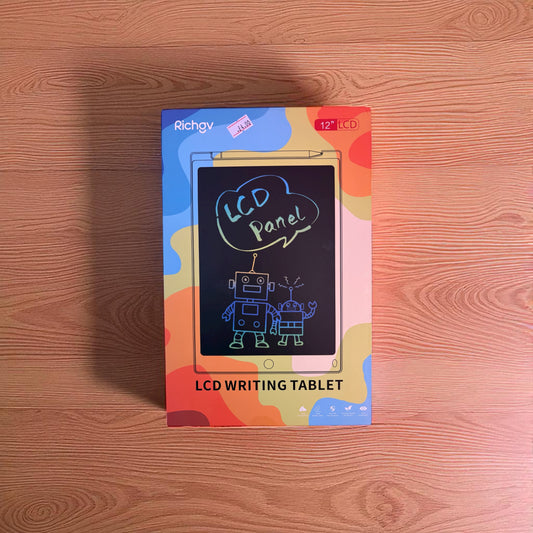 Richgv
12" LCD
LCD
Panel
LCD WRITING TABLET